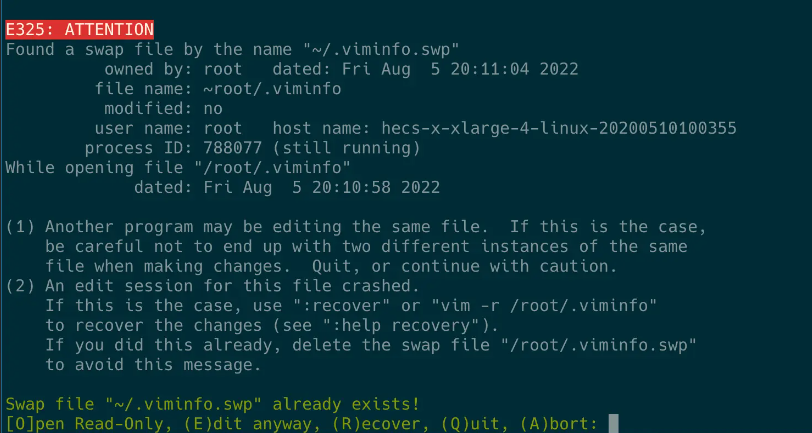 E325: ATTENTION
Found a swap file by the name "~/.viminfo.swp"
owned by: root   dated: Fri Aug  5 20:11:04 2022
file name: ~root/.viminfo
modified: no
user name: root   host name: hecs-x-xlarge-4-linux-20200510100355
process ID: 788077 (still running)
While opening file "/root/.viminfo"
dated: Fri Aug  5 20:10:58 2022
(1) Another program may be editing the same file.  If this is the case,
be careful not to end up with two different instances of the same
file when making changes.  Quit, or continue with caution.
(2) An edit session for this file crashed.
If this is the case, use ":recover" or "vim -r /root/.viminfo"
to recover the changes (see ":help recovery").
If you did this already, delete the swap file "/root/.viminfo.swp"
to avoid this message.
Swap file "~/.viminfo.swp" already exists!
[O]pen Read-Only, (E)dit anyway, (R)ecover, (Q)uit, (A)bort: